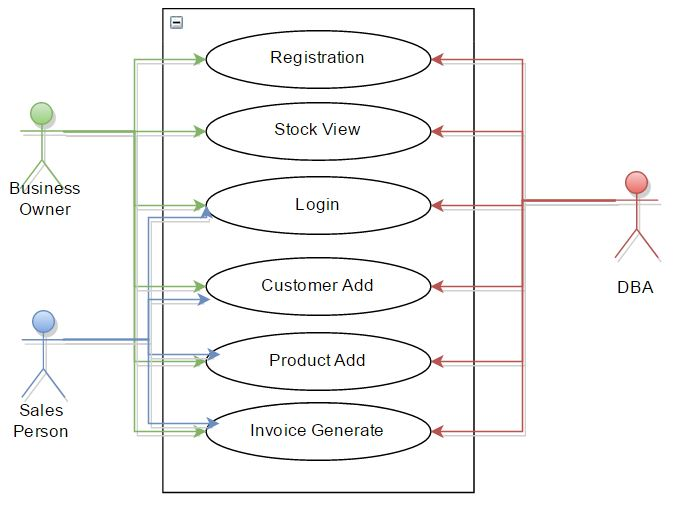 Registration
Stock View
Business
Owner
Login
DBA
Customer Add
Product Add
Sales
Person
Invoice Generate